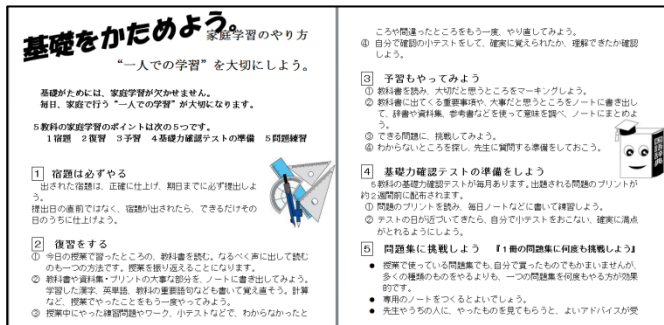 基礎をかためよう。
家庭学習のやり方
“一人での学習”を大切にしよう。
基礎がためには、家庭学習が欠かせません。
毎日、家庭で行う“一人での学習”が大切になります。
５教科の家庭学習のポイントは次の５つです。
１宿題　２復習　３予習　４基礎力確認テストの準備　５問題練習
１　宿題は必ずやる
出された宿題は、正確に仕上げ、期日までに必ず提出しよ
う。
提出日の直前ではなく、宿題が出されたら、できるだけその
日のうちに仕上げよう。
２　復習をする
① 今日の授業で習ったところの、教科書を読む。なるべく声に出して読む
のも一つの方法です。授業を振り返ることになります。
② 教科書や資料集・プリントの大事な部分を、ノートに書き出してみよう。
学習した漢字、英単語、教科の重要語句なども書いて覚え直そう。計算
など、授業でやったことをもう一度やってみよう。
③ 授業中にやった練習問題やワーク、小テストなどで、わからなかったと
ころや間違ったところをもう一度、やり直してみよう。
④ 自分で確認の小テストをして、確実に覚えられたか、理解できたか確認
しよう。
３　予習もやってみよう
① 教科書を読み、大切だと思うところをマーキングしよう。
② 教科書に出てくる重要事項や、大事だと思うところをノートに書き出し
て、辞書や資料集、参考書などを使って意味を調べ、ノートにまとめよ
う。
③ できる問題に、挑戦してみよう。
④ わからないところを探し、先生に質問する準備をしておこう。
国語辞典
４　基礎力確認テストの準備をしよう
５教科の基礎力確認テストが毎月あります。出題される問題のプリントが
約２週間前に配布されます。
① 問題のプリントを読み、毎日ノートなどに書いて練習しよう。
② テストの日が近づいてきたら、自分で小テストをおこない、確実に満点
がとれるようにしよう。
５　問題集に挑戦しよう　『１冊の問題集に何度も挑戦しよう』
● 授業で使っている問題集でも、自分で買ったものでもかまいませんが、
多くの種類のものをやるよりも、一つの問題集を何度もやる方が効果
的です。
● 専用のノートをつくるとよいでしょう。
● 先生やうちの人に、やったものを見てもらうと、よいアドバイスが受